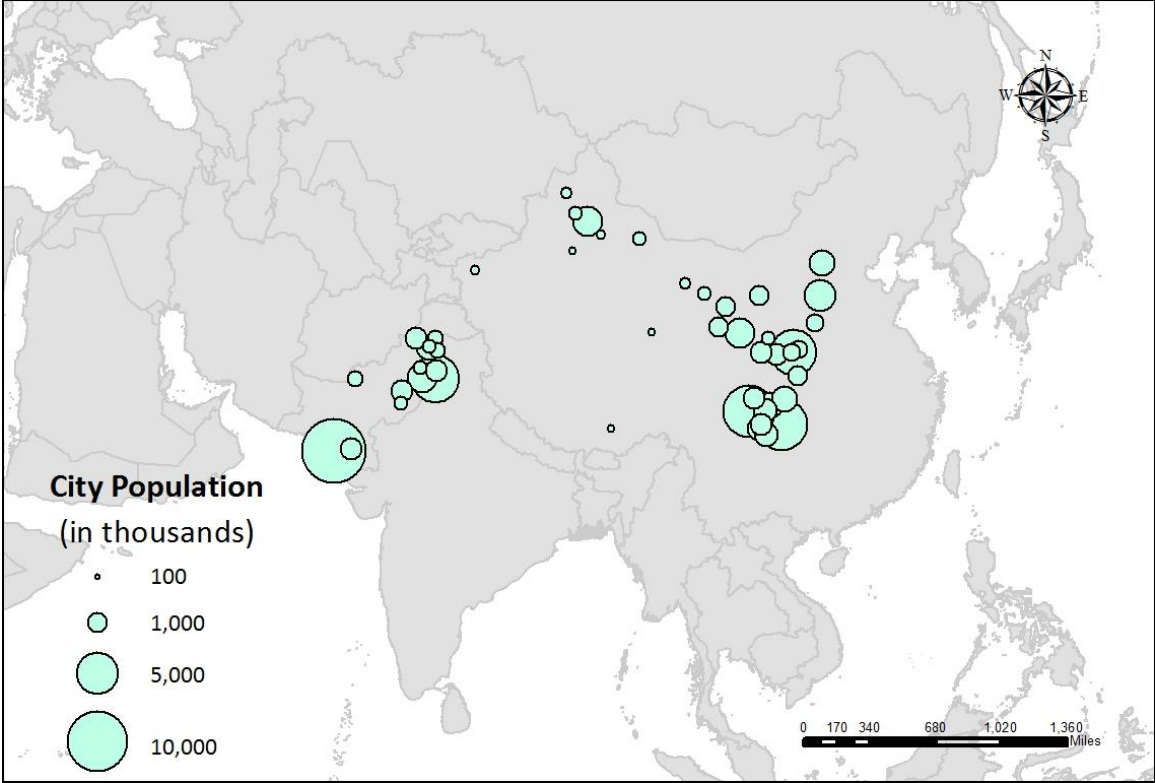 N
W E
S
City Population
(in thousands)
100
1,000
5,000
10,000
0 170 340 680 1,020 1,360
Miles